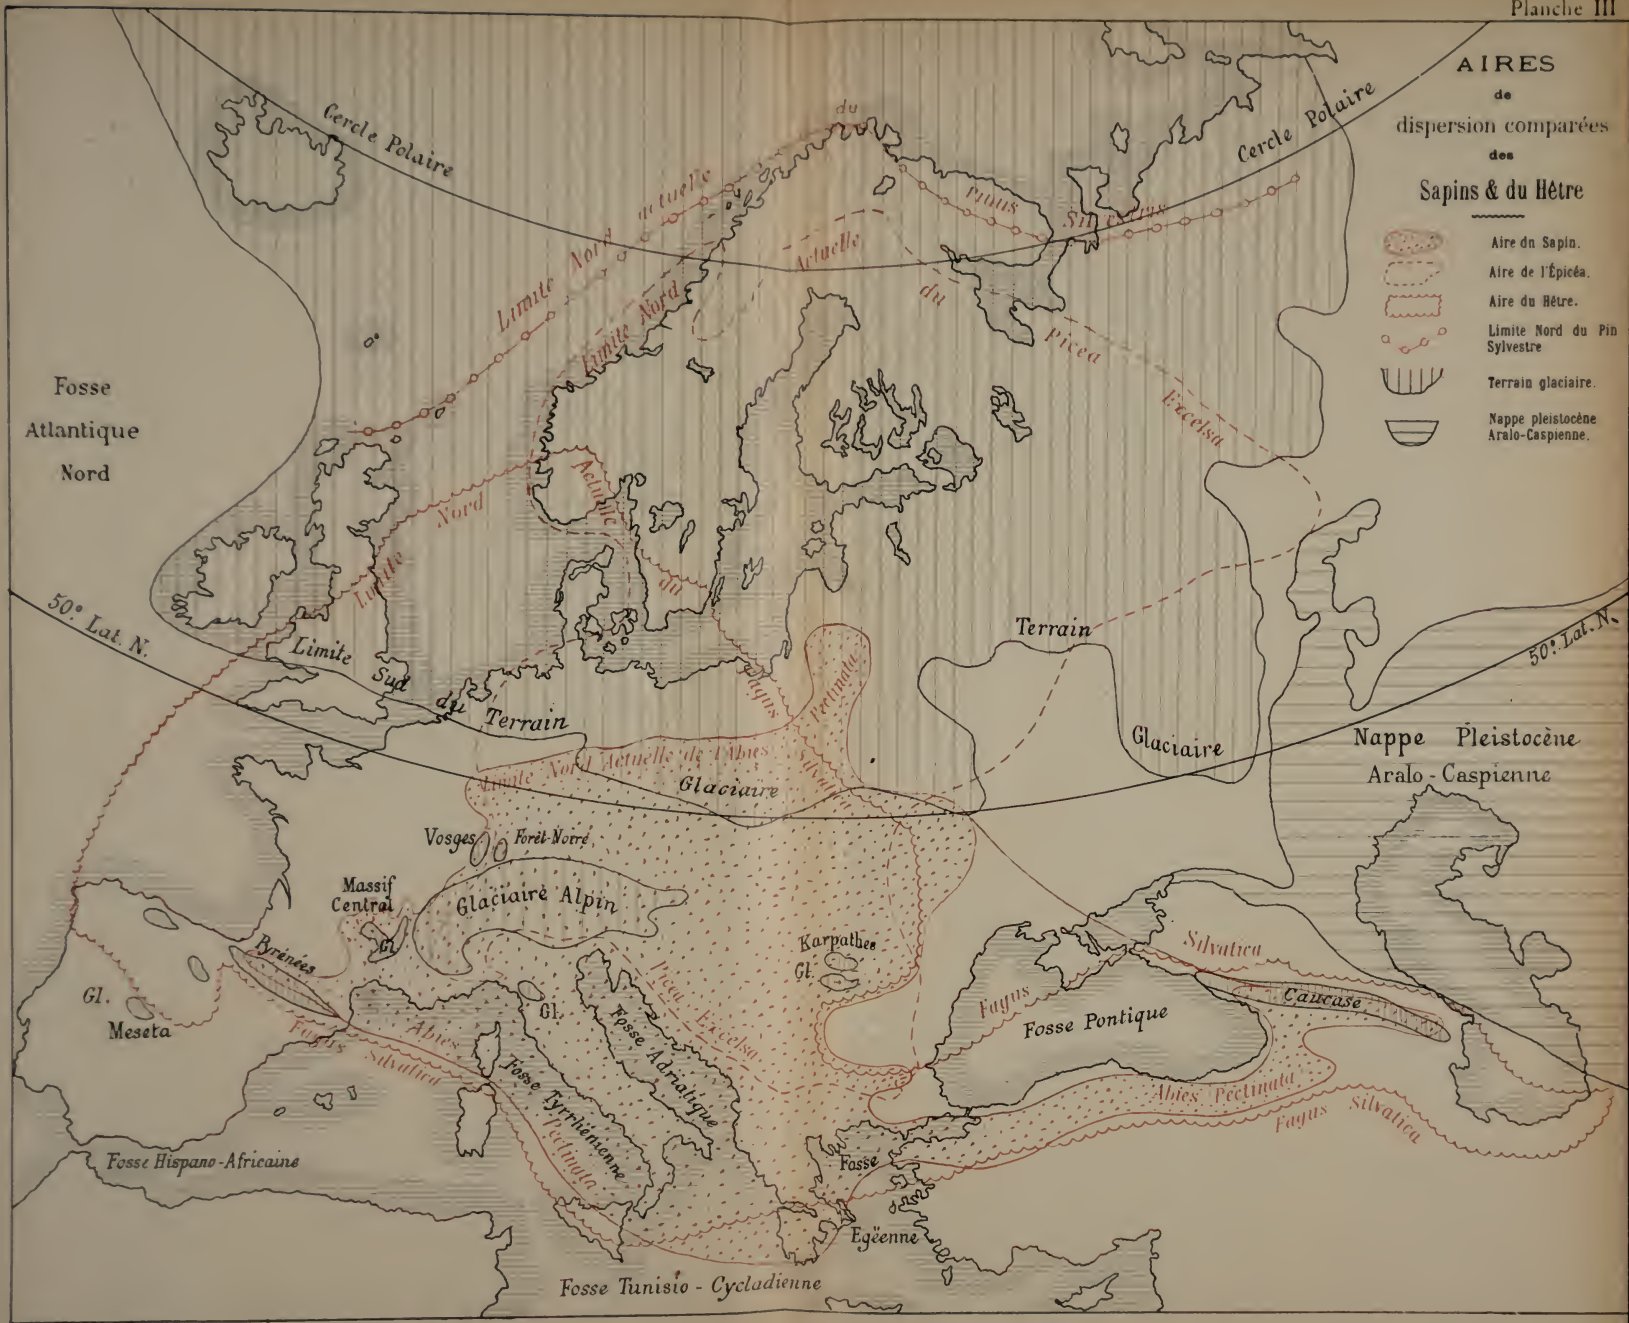 Planche III
AIRES
de
dispersion comparées
des
Sapins & du Hêtre
Aire du Sapin.
Aire de l'Épicéa.
Aire du Hêtre.
Limite Nord du Pin
Sylvestre
Terrain glaciaire.
Nappe pleistocène
Aralo-Caspienne.
Cercle Polaire
Cercle Polaire
Limite Nord actuelle du Pinus Silvestris
Limite Nord Actuelle du Picea Excelsa
Fosse
Atlantique
Nord
Limite Nord Actuelle du Fagus Silvatica
50° Lat. N.
50° Lat. N.
Limite Sud du Terrain Glaciaire
Terrain
Glaciaire
Pectinata
Limite Nord Actuelle de l'Abies
Nappe Pleistocène
Aralo-Caspienne
Vosges
Forêt-Noire
Massif
Central
Gl.
Glaciaire Alpin
Pyrénées
Karpathes
Gl.
Gl.
Meseta
Gl.
Picea Excelsa
Fosse Adriatique
Fosse Tyrrhénienne
Abies Pectinata
Fagus Silvatica
Fagus Silvatica
Caucase
Fosse Pontique
Abies Pectinata
Fagus Silvatica
Fosse Hispano-Africaine
Fosse
Egëenne
Fosse Tunisio-Cycladienne